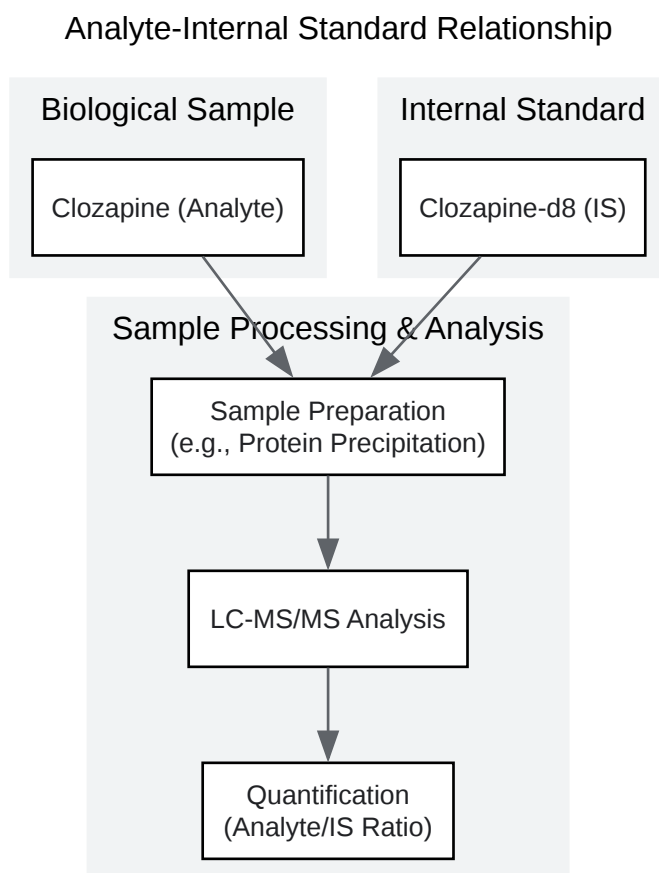 Analyte-Internal Standard Relationship
Biological Sample
Internal Standard
Clozapine (Analyte)
Clozapine-d8 (IS)
Sample Processing & Analysis
Sample Preparation
(e.g., Protein Precipitation)
LC-MS/MS Analysis
Quantification
(Analyte/IS Ratio)